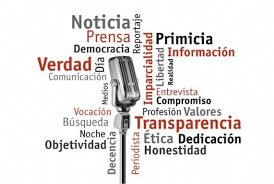 Noticia
Prensa
Reportaje
Primicia
Democracia
Imparcialidad
Información
Verdad
Día
Libertad
Realidad
Comunicación
Medios
Entrevista
Compromiso
Vocación
Profesión Valores
Búsqueda
Transparencia
Noche
Decencia
Periodista
Ética Dedicación
Objetividad
Honestidad